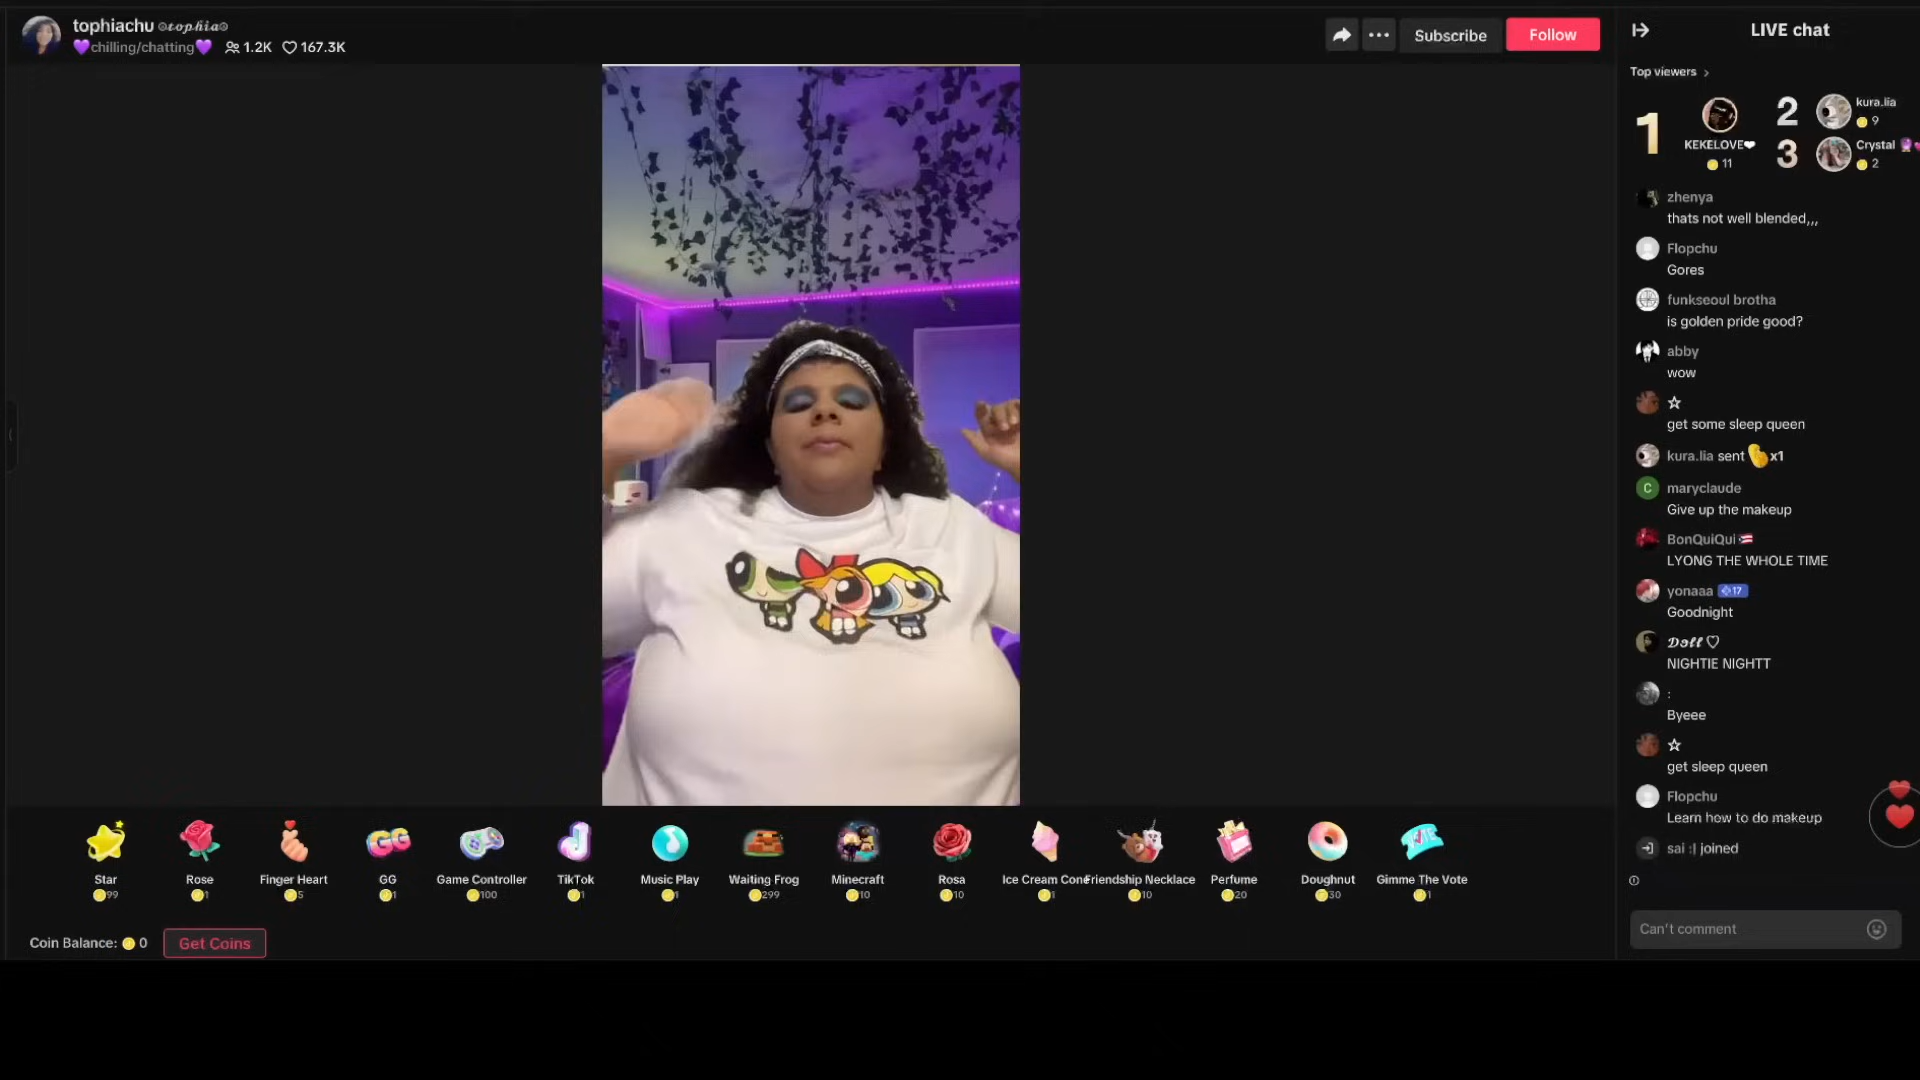 tophiachu ☮𝓽𝓸𝓹𝓱𝓲𝓪☮
💜chilling/chatting💜 1.2K 167.3K
Subscribe
Follow
LIVE chat
Top viewers
1
KEKELOVE❤
11
2
kura.lia
9
3
Crystal 🔮
2
zhenya
thats not well blended,,,
Flopchu
Gores
funkseoul brotha
is golden pride good?
abby
wow
☆
get some sleep queen
kura.lia sent x1
C maryclaude
Give up the makeup
BonQuiQui🇵🇷
LYONG THE WHOLE TIME
yonaaa 17
Goodnight
𝓓𝓸𝓵𝓵 ♡
NIGHTIE NIGHTT
:
Byeee
☆
get sleep queen
Flopchu
Learn how to do makeup
sai :| joined
Can't comment
Star
99
Rose
1
Finger Heart
5
GG
GG
1
Game Controller
100
TikTok
1
Music Play
1
Waiting Frog
299
Minecraft
10
Rosa
10
Ice Cream Cone
1
Friendship Necklace
10
Perfume
20
Doughnut
30
Gimme The Vote
1
Coin Balance: 0
Get Coins